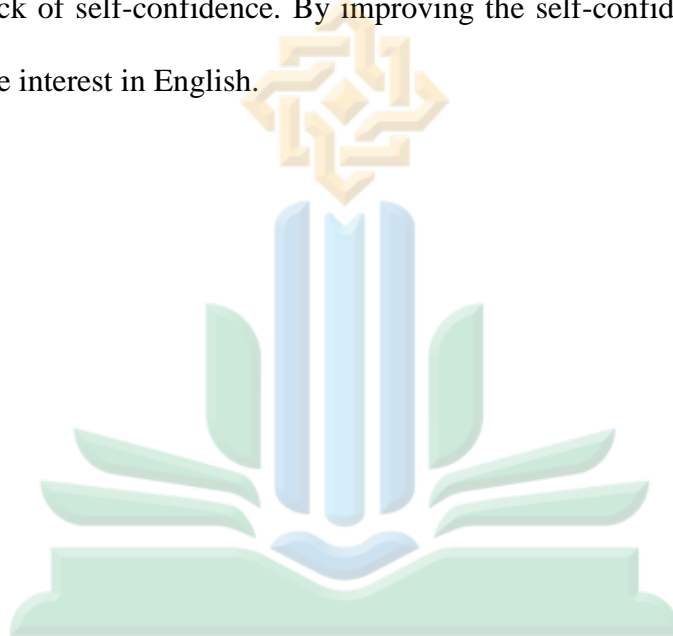 ck of self-confidence. By improving the self-confid
e interest in English.